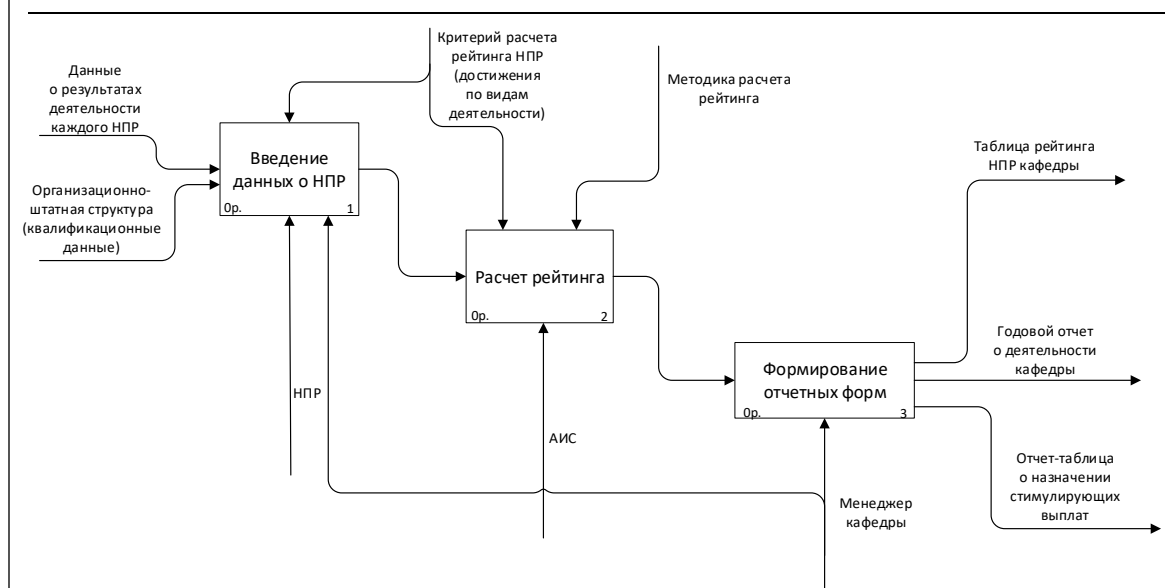 Критерий расчета
рейтинга НПР
(достижения
по видам
деятельности)
Методика расчета
рейтинга
Данные
о результатах
деятельности
каждого НПР
Организационно-
штатная структура
(квалификационные
данные)
Введение
данных о НПР
0р. 1
Расчет рейтинга
0р. 2
Формирование
отчетных форм
0р. 3
Таблица рейтинга
НПР кафедры
Годовой отчет
о деятельности
кафедры
Отчет-таблица
о назначении
стимулирующих
выплат
НПР
АИС
Менеджер
кафедры